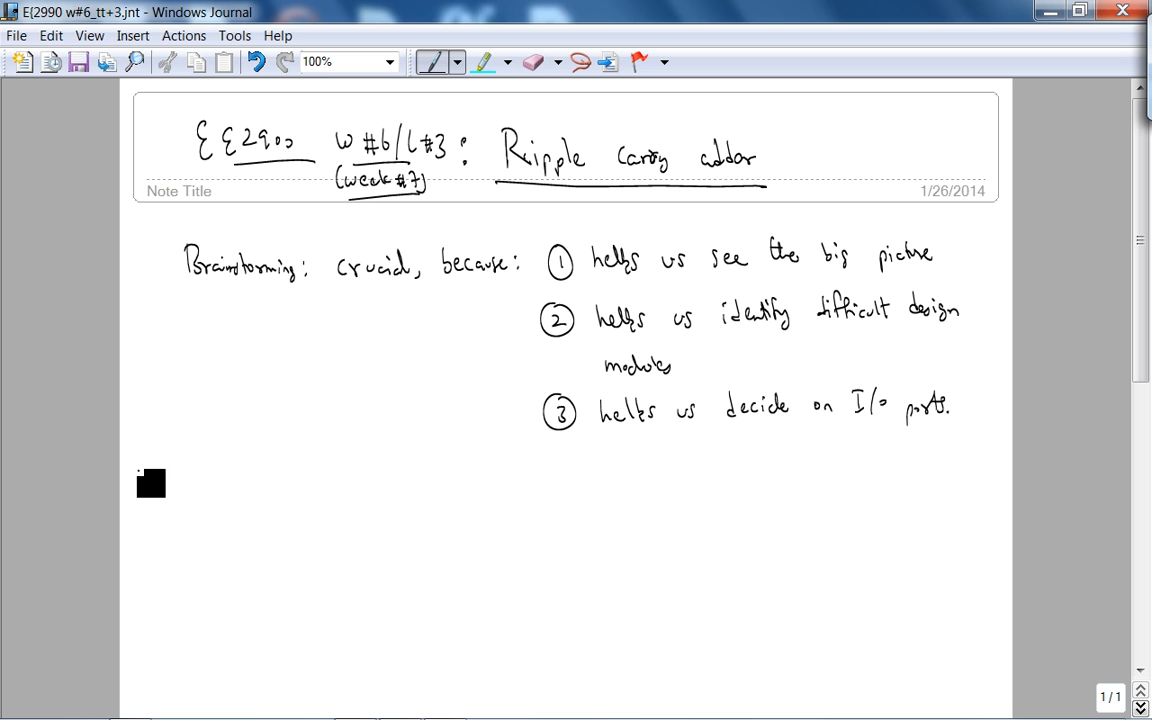 E{2990 w#6_tt+3.jnt - Windows Journal
File Edit View Insert Actions Tools Help
100%
EE2900 w #6/l#3: Ripple carry adder
(week #7)
Note Title
1/26/2014
Brainstorming: crucial, because: ① helps us see the big picture
② helps us identify difficult design
modules
③ helps us decide on I/o ports.
1 / 1